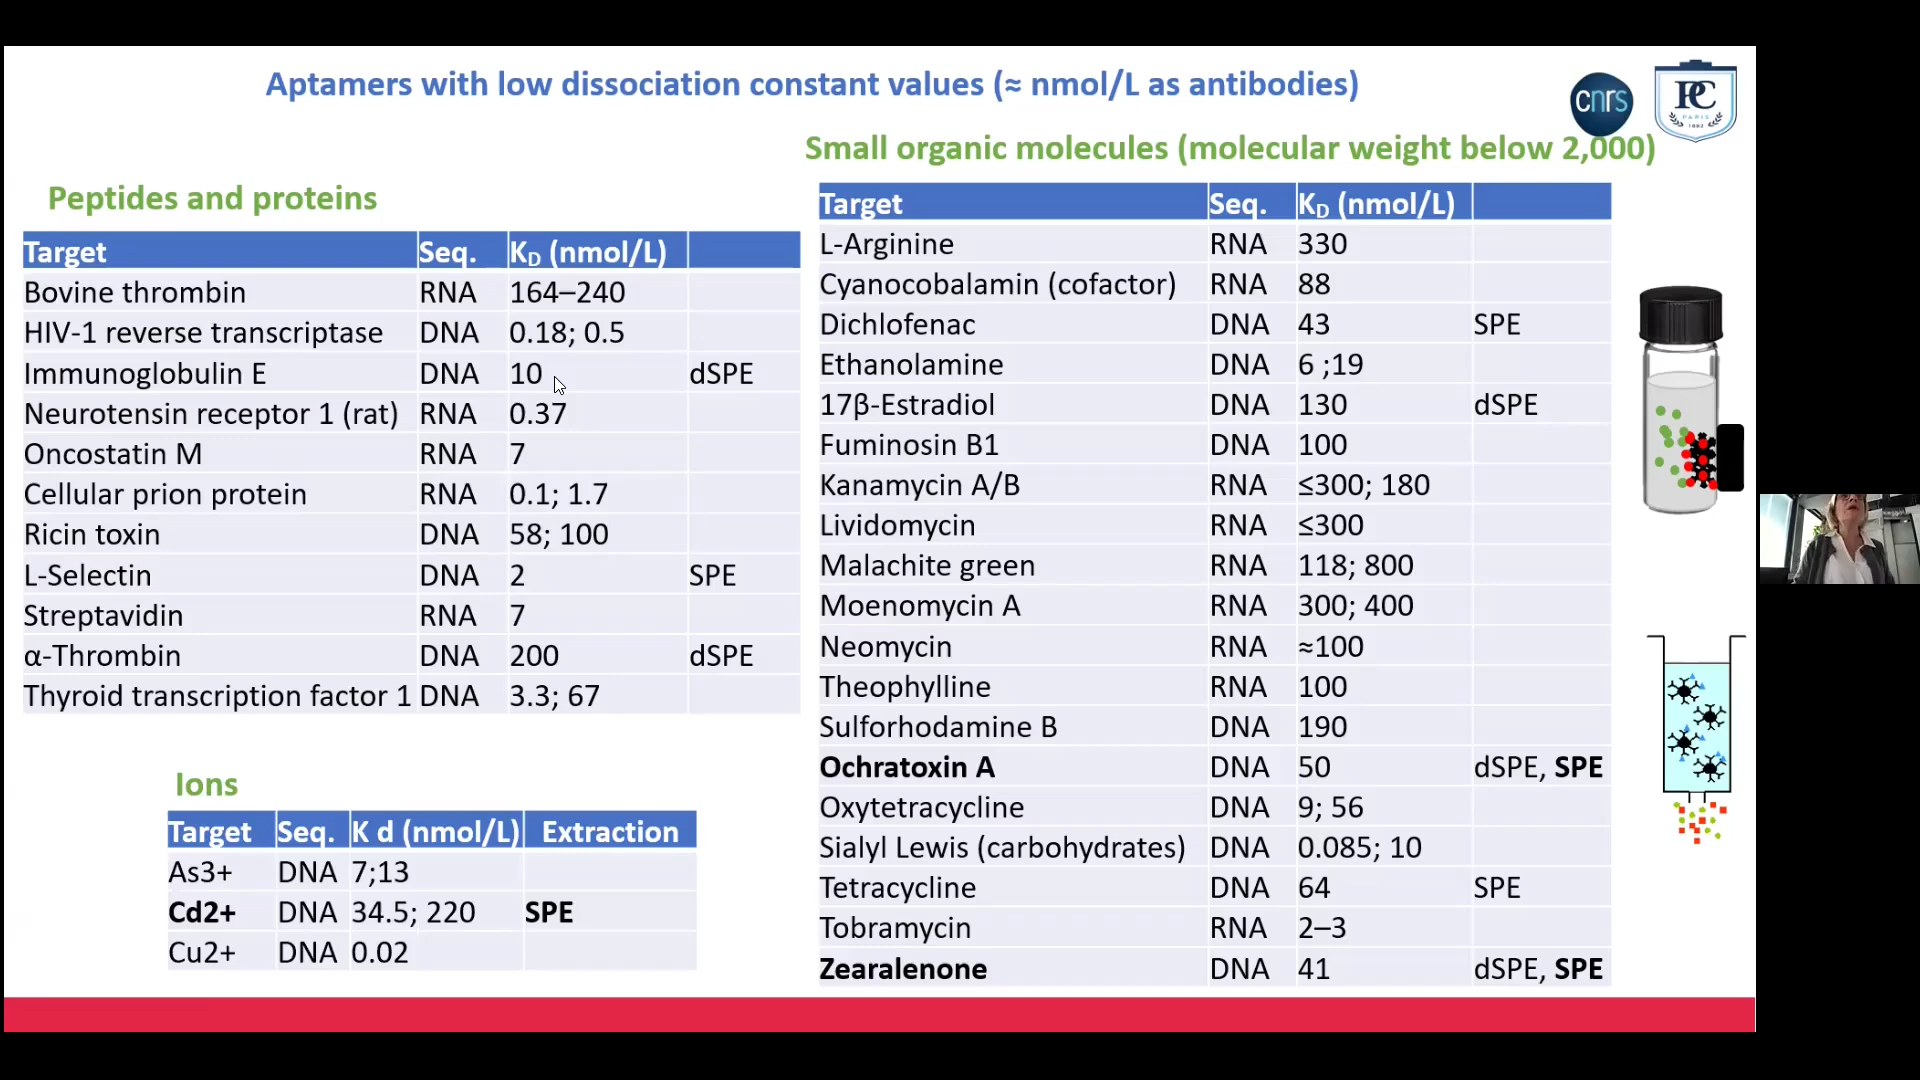 Aptamers with low dissociation constant values (≈ nmol/L as antibodies)
cnrs
PC
PARIS
1882
Small organic molecules (molecular weight below 2,000)
Peptides and proteins
Target Seq. KD (nmol/L)
Bovine thrombin RNA 164–240
HIV-1 reverse transcriptase DNA 0.18; 0.5
Immunoglobulin E DNA 10 dSPE
Neurotensin receptor 1 (rat) RNA 0.37
Oncostatin M RNA 7
Cellular prion protein RNA 0.1; 1.7
Ricin toxin DNA 58; 100
L-Selectin DNA 2 SPE
Streptavidin RNA 7
α-Thrombin DNA 200 dSPE
Thyroid transcription factor 1 DNA 3.3; 67
Ions
Target Seq. K d (nmol/L) Extraction
As3+ DNA 7;13
Cd2+ DNA 34.5; 220 SPE
Cu2+ DNA 0.02
Target Seq. KD (nmol/L)
L-Arginine RNA 330
Cyanocobalamin (cofactor) RNA 88
Dichlofenac DNA 43 SPE
Ethanolamine DNA 6 ;19
17β-Estradiol DNA 130 dSPE
Fuminosin B1 DNA 100
Kanamycin A/B RNA ≤300; 180
Lividomycin RNA ≤300
Malachite green RNA 118; 800
Moenomycin A RNA 300; 400
Neomycin RNA ≈100
Theophylline RNA 100
Sulforhodamine B DNA 190
Ochratoxin A DNA 50 dSPE, SPE
Oxytetracycline DNA 9; 56
Sialyl Lewis (carbohydrates) DNA 0.085; 10
Tetracycline DNA 64 SPE
Tobramycin RNA 2–3
Zearalenone DNA 41 dSPE, SPE